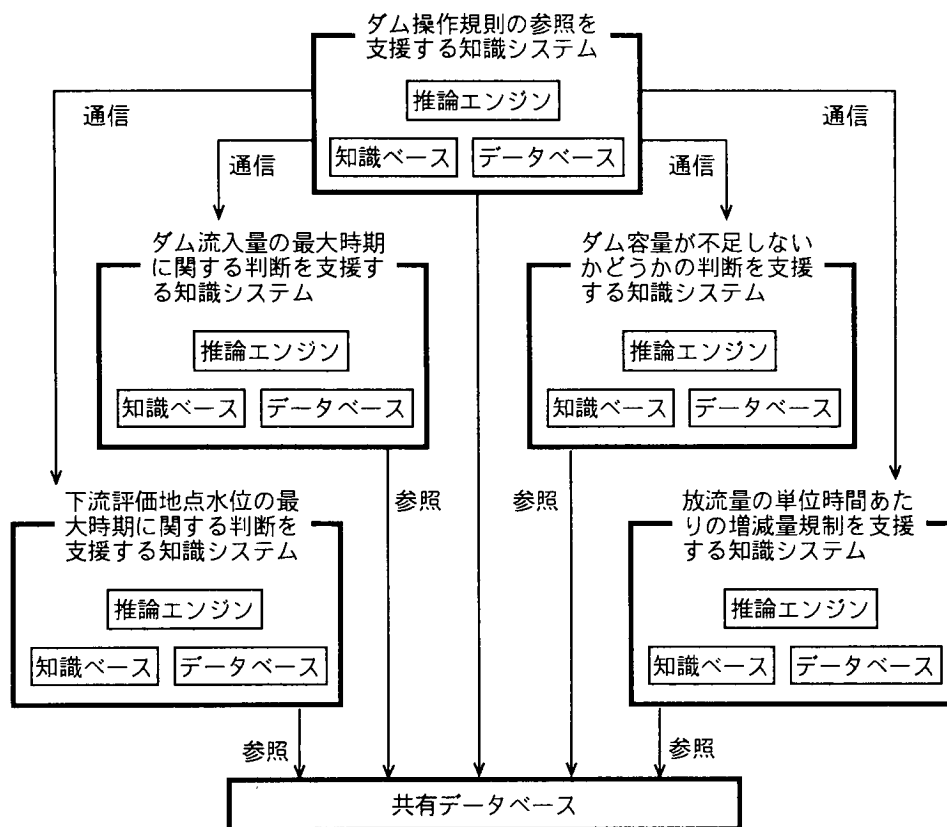 ダム操作規則の参照を
支援する知識システム
推論エンジン
知識ベース
データベース
通信
通信
通信
通信
ダム流入量の最大時期
に関する判断を支援す
る知識システム
推論エンジン
知識ベース
データベース
ダム容量が不足しない
かどうかの判断を支援
する知識システム
推論エンジン
知識ベース
データベース
下流評価地点水位の最
大時期に関する判断を
支援する知識システム
推論エンジン
知識ベース
データベース
放流量の単位時間あた
りの増減量規制を支援
する知識システム
推論エンジン
知識ベース
データベース
参照
参照
参照
参照
共有データベース